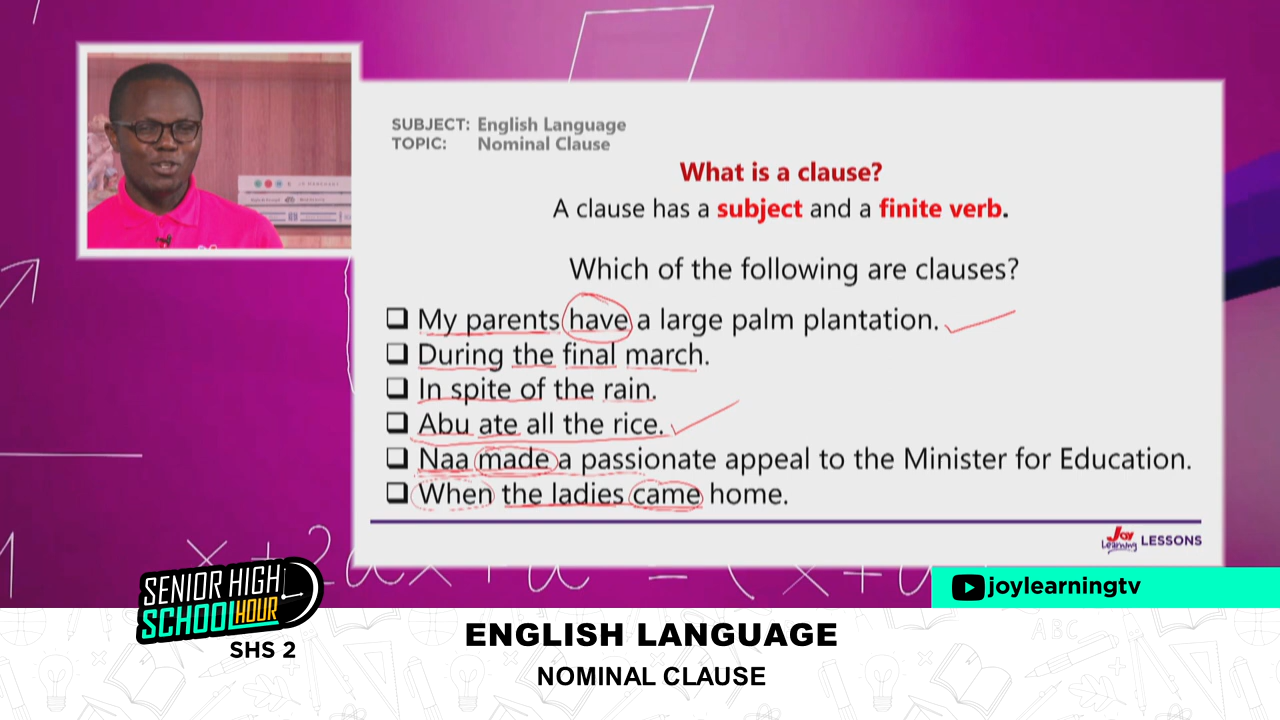 SUBJECT: English Language
TOPIC: Nominal Clause
What is a clause?
A clause has a subject and a finite verb.
Which of the following are clauses?
❑ My parents have a large palm plantation.
❑ During the final march.
❑ In spite of the rain.
❑ Abu ate all the rice.
❑ Naa made a passionate appeal to the Minister for Education.
❑ When the ladies came home.
Joy Learning LESSONS
joylearningtv
SENIOR HIGH
SCHOOL HOUR
SHS 2
ENGLISH LANGUAGE
NOMINAL CLAUSE
ABC